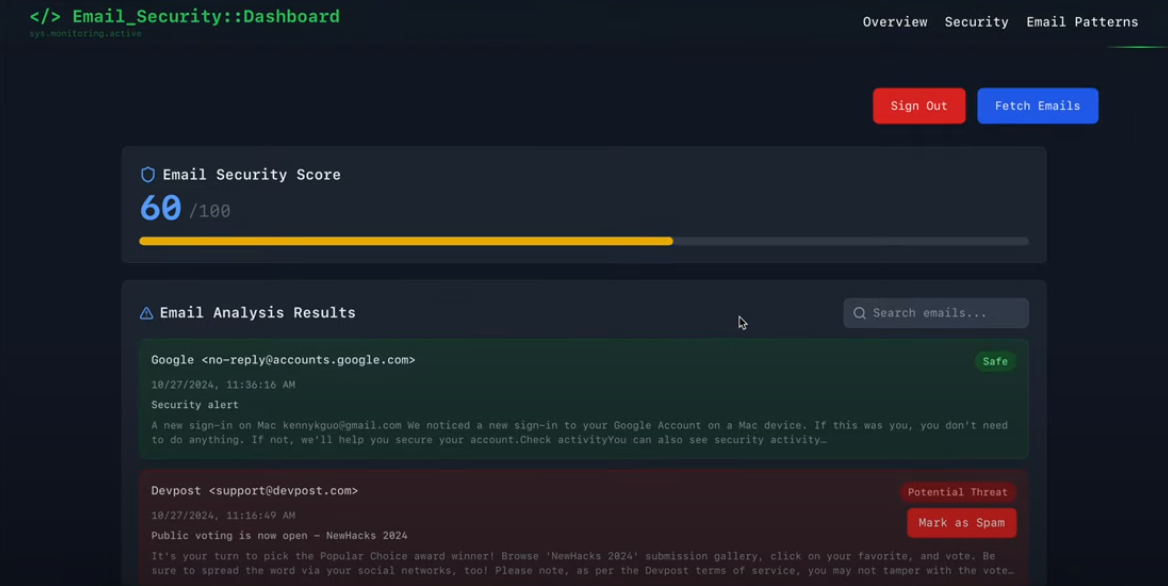 </> Email_Security::Dashboard
sys.monitoring.active
Overview Security Email Patterns
Sign Out Fetch Emails
Email Security Score
60 /100
Email Analysis Results
Search emails...
Google <no-reply@accounts.google.com>
Safe
10/27/2024, 11:36:16 AM
Security alert
A new sign-in on Mac kennykguo@gmail.com We noticed a new sign-in to your Google Account on a Mac device. If this was you, you don't need
to do anything. If not, we'll help you secure your account.Check activityYou can also see security activity…
Devpost <support@devpost.com>
Potential Threat
10/27/2024, 11:16:49 AM
Mark as Spam
Public voting is now open – NewHacks 2024
It's your turn to pick the Popular Choice award winner! Browse 'NewHacks 2024' submission gallery, click on your favorite, and vote. Be
sure to spread the word via your social networks, too! Please note, as per the Devpost terms of service, you may not tamper with the vote…